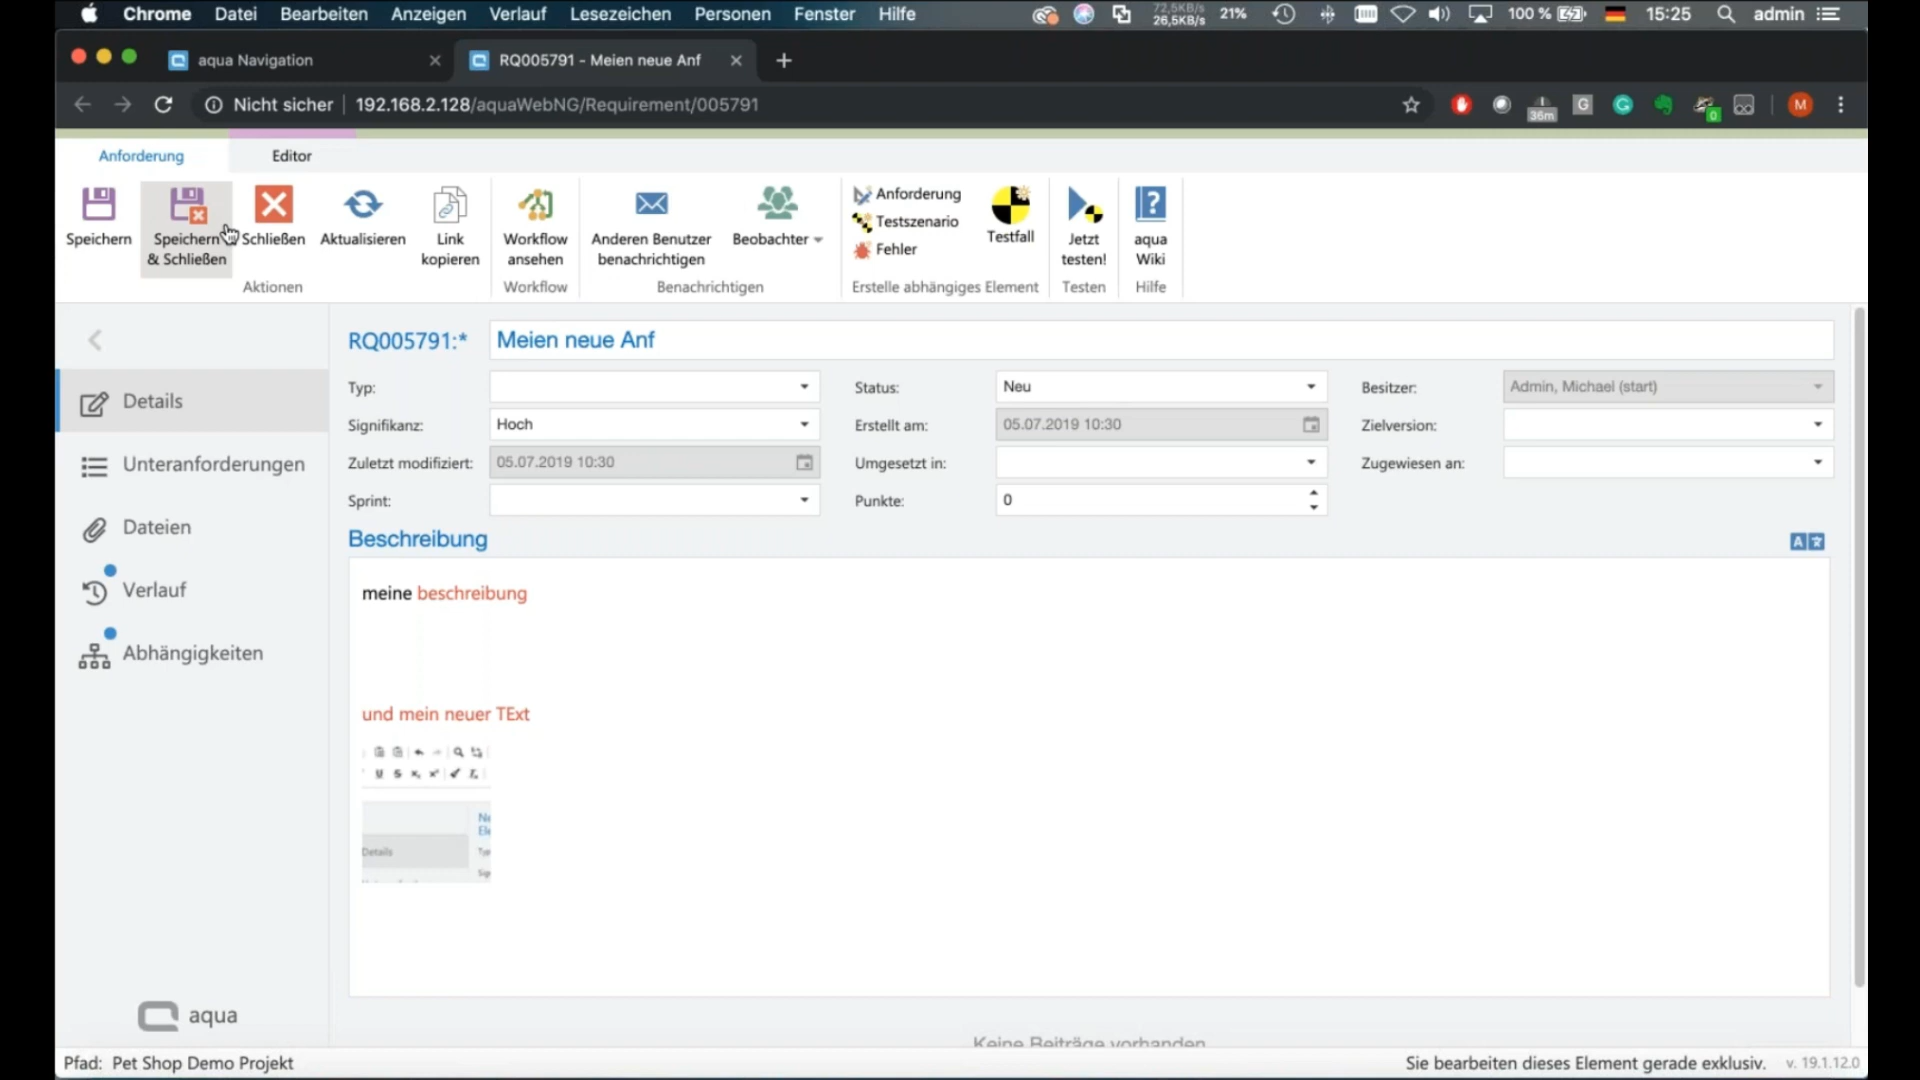 Chrome Datei Bearbeiten Anzeigen Verlauf Lesezeichen Personen Fenster Hilfe 72,5KB/s 26,5KB/s 21% 100 % 15:25 admin
aqua Navigation RQ005791 - Meien neue Anf
Nicht sicher 192.168.2.128/aquaWebNG/Requirement/005791 36m G G 0 M
Anforderung Editor
Speichern
Speichern & Schließen
Schließen
Aktualisieren
Link kopieren
Aktionen
Workflow ansehen
Workflow
Anderen Benutzer benachrichtigen
Beobachter
Benachrichtigen
Anforderung
Testszenario
Fehler
Testfall
Erstelle abhängiges Element
Jetzt testen!
Testen
aqua Wiki
Hilfe
RQ005791:* Meien neue Anf
Typ: Status: Neu Besitzer: Admin, Michael (start)
Signifikanz: Hoch Erstellt am: 05.07.2019 10:30 Zielversion:
Zuletzt modifiziert: 05.07.2019 10:30 Umgesetzt in: Zugewiesen an:
Sprint: Punkte: 0
Details
Unteranforderungen
Dateien
Verlauf
Abhängigkeiten
Beschreibung
meine beschreibung
und mein neuer TExt
Details
Keine Beiträge vorhanden
aqua
Pfad: Pet Shop Demo Projekt Sie bearbeiten dieses Element gerade exklusiv. v. 19.1.12.0